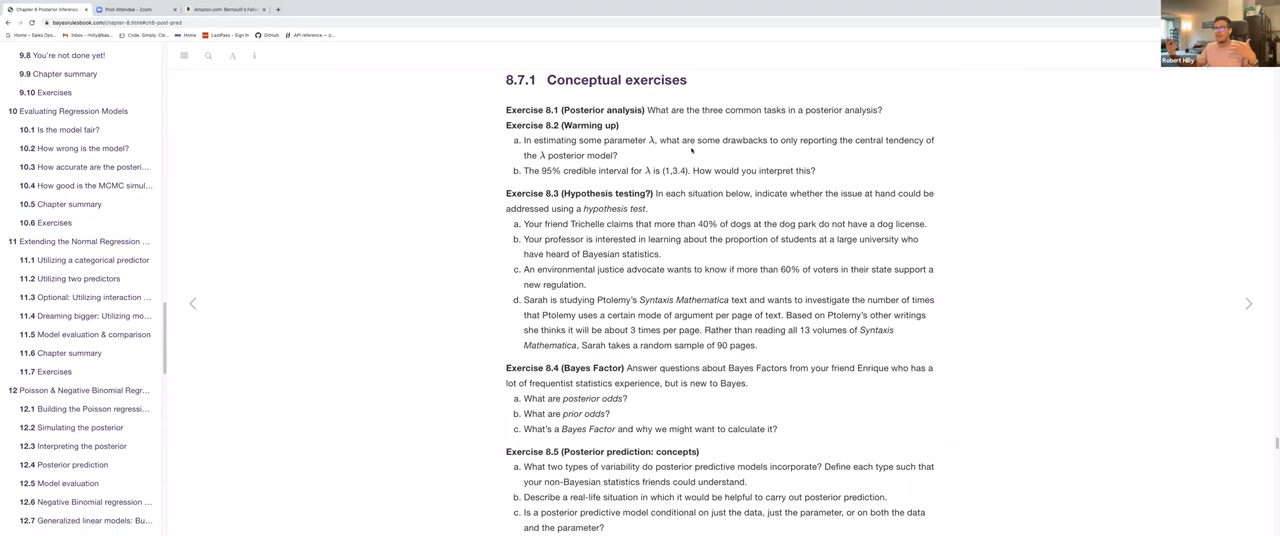 Chapter 8 Posterior Inferenc
Post Attendee - Zoom
Amazon.com: Bernoulli's Fall
bayesrulesbook.com/chapter-8.html#ch8-post-pred
Home – Sales Ops...
Code. Simply. Cle...
Home
LastPass – Sign In
GitHub
API reference — p...
Robert Hilly
9.8 You're not done yet!
9.9 Chapter summary
9.10 Exercises
10 Evaluating Regression Models
10.1 Is the model fair?
10.2 How wrong is the model?
10.3 How accurate are the posteri...
10.4 How good is the MCMC simul...
10.5 Chapter summary
10.6 Exercises
11 Extending the Normal Regression ...
11.1 Utilizing a categorical predictor
11.2 Utilizing two predictors
11.3 Optional: Utilizing interaction ...
11.4 Dreaming bigger: Utilizing mo...
11.5 Model evaluation & comparison
11.6 Chapter summary
11.7 Exercises
12 Poisson & Negative Binomial Regr...
12.1 Building the Poisson regressi...
12.2 Simulating the posterior
12.3 Interpreting the posterior
12.4 Posterior prediction
12.5 Model evaluation
12.6 Negative Binomial regression ...
12.7 Generalized linear models: Bu...
8.7.1 Conceptual exercises
Exercise 8.1 (Posterior analysis) What are the three common tasks in a posterior analysis?
Exercise 8.2 (Warming up)
a. In estimating some parameter λ, what are some drawbacks to only reporting the central tendency of
the λ posterior model?
b. The 95% credible interval for λ is (1,3.4). How would you interpret this?
Exercise 8.3 (Hypothesis testing?) In each situation below, indicate whether the issue at hand could be
addressed using a hypothesis test.
a. Your friend Trichelle claims that more than 40% of dogs at the dog park do not have a dog license.
b. Your professor is interested in learning about the proportion of students at a large university who
have heard of Bayesian statistics.
c. An environmental justice advocate wants to know if more than 60% of voters in their state support a
new regulation.
d. Sarah is studying Ptolemy's Syntaxis Mathematica text and wants to investigate the number of times
that Ptolemy uses a certain mode of argument per page of text. Based on Ptolemy's other writings
she thinks it will be about 3 times per page. Rather than reading all 13 volumes of Syntaxis
Mathematica, Sarah takes a random sample of 90 pages.
Exercise 8.4 (Bayes Factor) Answer questions about Bayes Factors from your friend Enrique who has a
lot of frequentist statistics experience, but is new to Bayes.
a. What are posterior odds?
b. What are prior odds?
c. What's a Bayes Factor and why we might want to calculate it?
Exercise 8.5 (Posterior prediction: concepts)
a. What two types of variability do posterior predictive models incorporate? Define each type such that
your non-Bayesian statistics friends could understand.
b. Describe a real-life situation in which it would be helpful to carry out posterior prediction.
c. Is a posterior predictive model conditional on just the data, just the parameter, or on both the data
and the parameter?